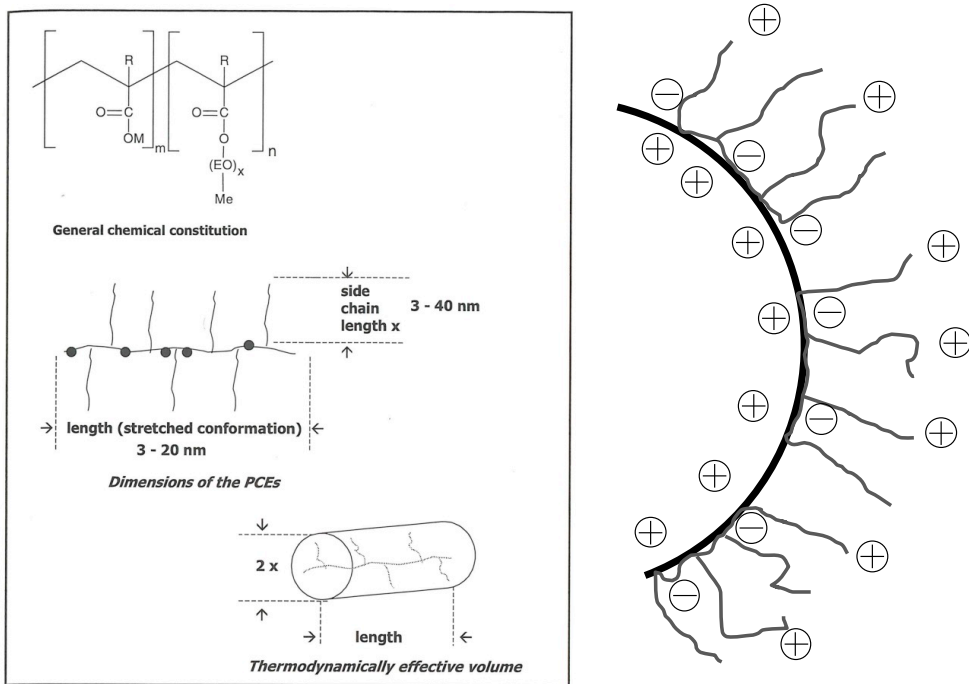 R
R
O=C
O=C
OM
m
O
n
(EO)x
Me
General chemical constitution
side
chain
length x
3 - 40 nm
length (stretched conformation)
3 - 20 nm
Dimensions of the PCEs
2 x
length
Thermodynamically effective volume
+
−
+
+
−
+
+
−
+
+
−
+
+
−
+
+
−
+
+
−
+